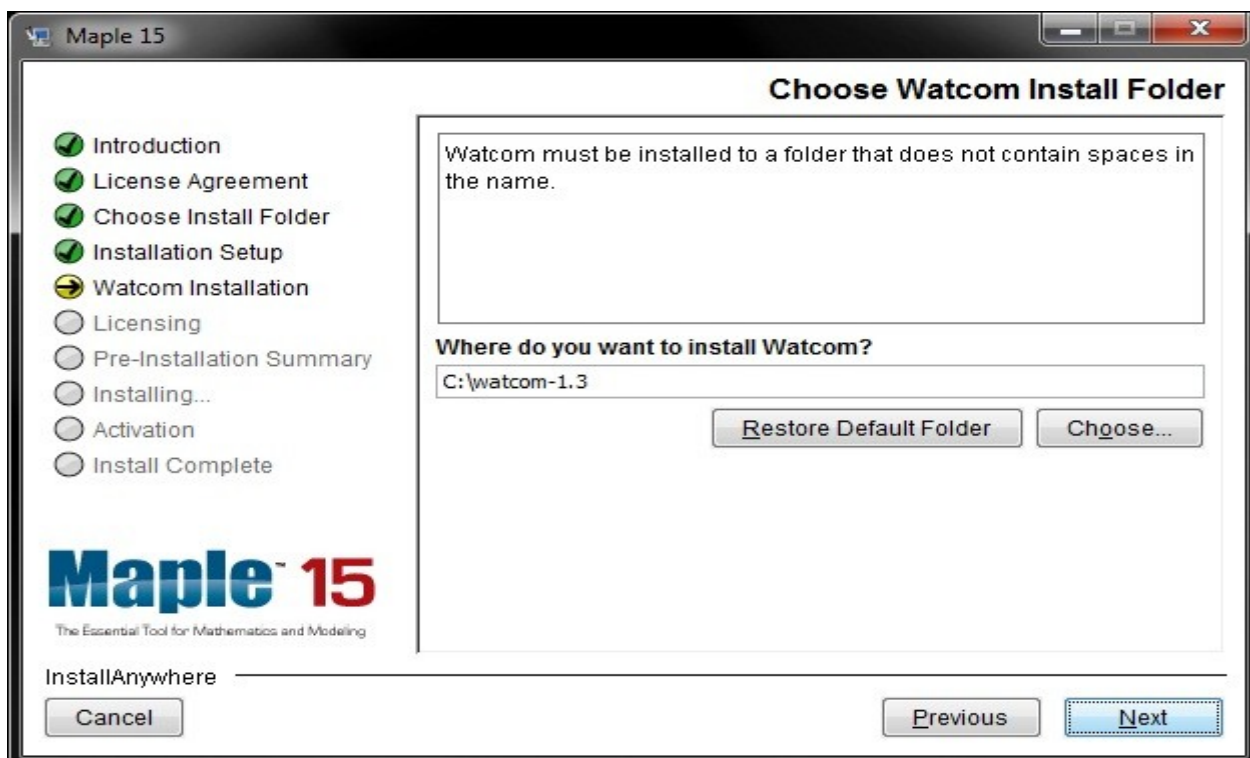 Maple 15
Choose Watcom Install Folder
Introduction
License Agreement
Choose Install Folder
Installation Setup
Watcom Installation
Licensing
Pre-Installation Summary
Installing...
Activation
Install Complete
Watcom must be installed to a folder that does not contain spaces in
the name.
Where do you want to install Watcom?
C:\watcom-1.3
Restore Default Folder
Choose...
Maple™ 15
The Essential Tool for Mathematics and Modeling
InstallAnywhere
Cancel
Previous
Next